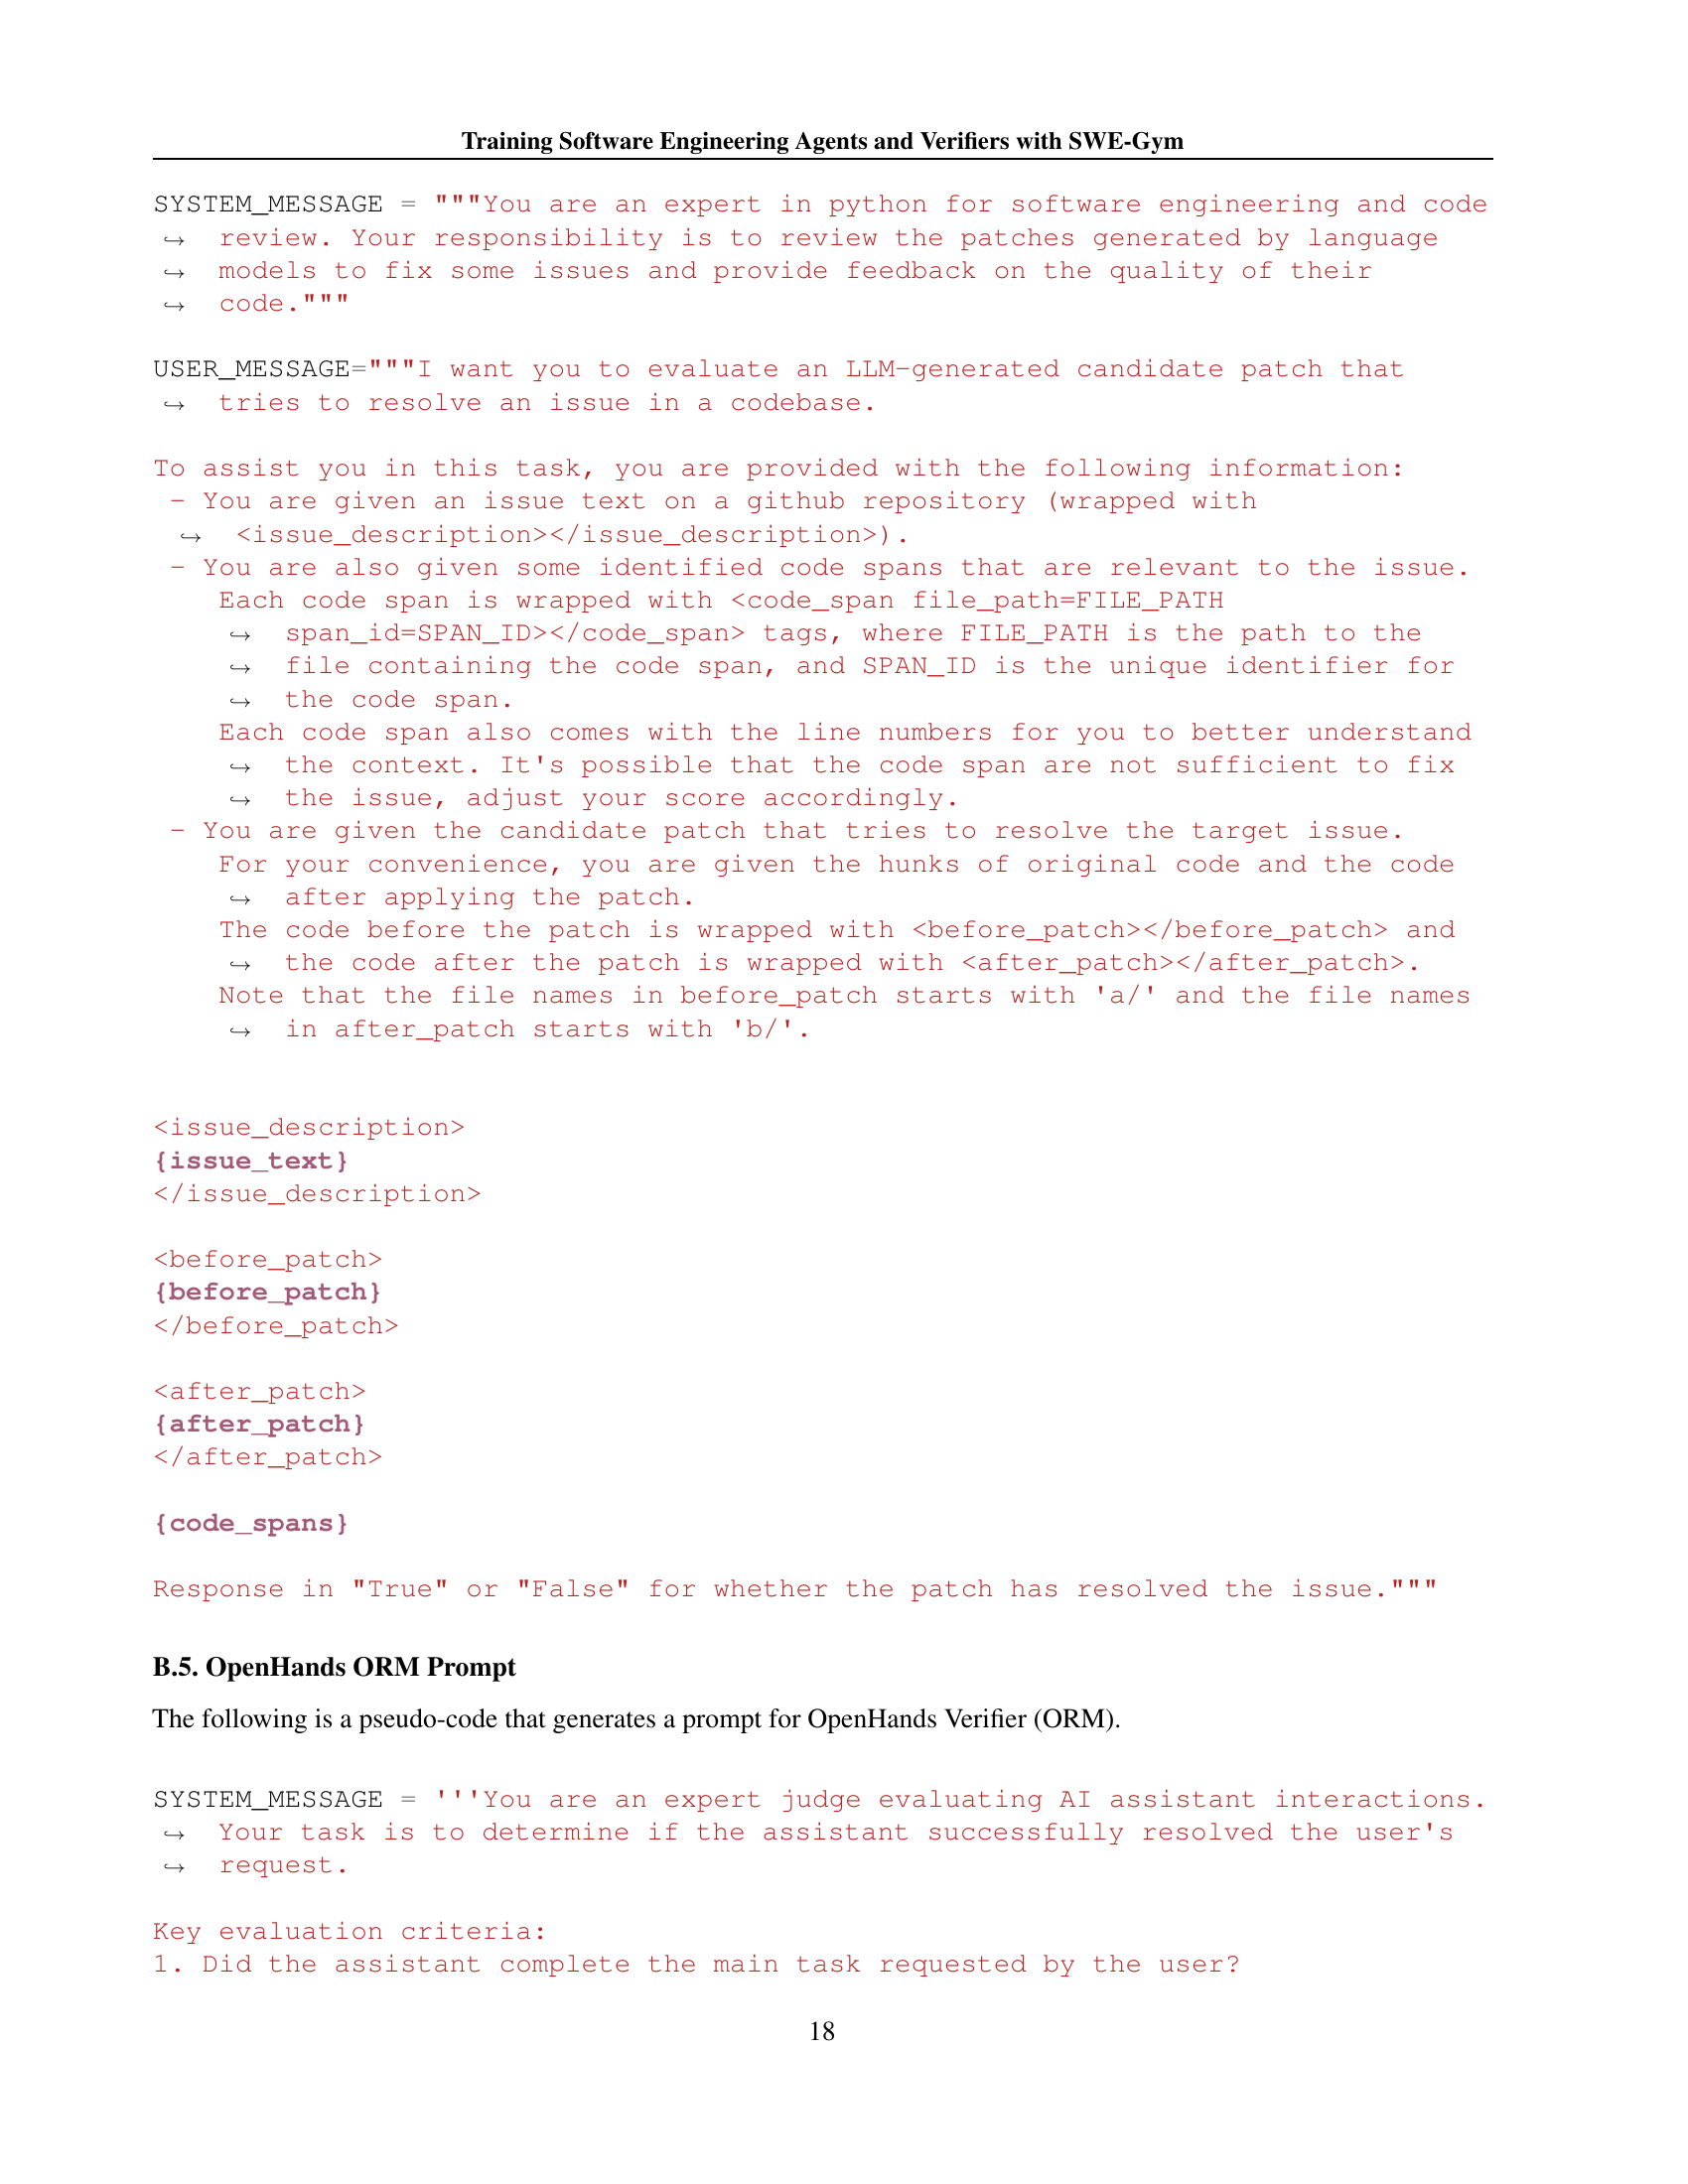 Training Software Engineering Agents and Verifiers with SWE-Gym
SYSTEM_MESSAGE = """You are an expert in python for software engineering and code
↪ review. Your responsibility is to review the patches generated by language
↪ models to fix some issues and provide feedback on the quality of their
↪ code."""
USER_MESSAGE="""I want you to evaluate an LLM-generated candidate patch that
↪ tries to resolve an issue in a codebase.
To assist you in this task, you are provided with the following information:
- You are given an issue text on a github repository (wrapped with
↪ <issue_description></issue_description>).
- You are also given some identified code spans that are relevant to the issue.
Each code span is wrapped with <code_span file_path=FILE_PATH
↪ span_id=SPAN_ID></code_span> tags, where FILE_PATH is the path to the
↪ file containing the code span, and SPAN_ID is the unique identifier for
↪ the code span.
Each code span also comes with the line numbers for you to better understand
↪ the context. It's possible that the code span are not sufficient to fix
↪ the issue, adjust your score accordingly.
- You are given the candidate patch that tries to resolve the target issue.
For your convenience, you are given the hunks of original code and the code
↪ after applying the patch.
The code before the patch is wrapped with <before_patch></before_patch> and
↪ the code after the patch is wrapped with <after_patch></after_patch>.
Note that the file names in before_patch starts with 'a/' and the file names
↪ in after_patch starts with 'b/'.
<issue_description>
{issue_text}
</issue_description>
<before_patch>
{before_patch}
</before_patch>
<after_patch>
{after_patch}
</after_patch>
{code_spans}
Response in "True" or "False" for whether the patch has resolved the issue."""
B.5. OpenHands ORM Prompt
The following is a pseudo-code that generates a prompt for OpenHands Verifier (ORM).
SYSTEM_MESSAGE = '''You are an expert judge evaluating AI assistant interactions.
↪ Your task is to determine if the assistant successfully resolved the user's
↪ request.
Key evaluation criteria:
1. Did the assistant complete the main task requested by the user?
18